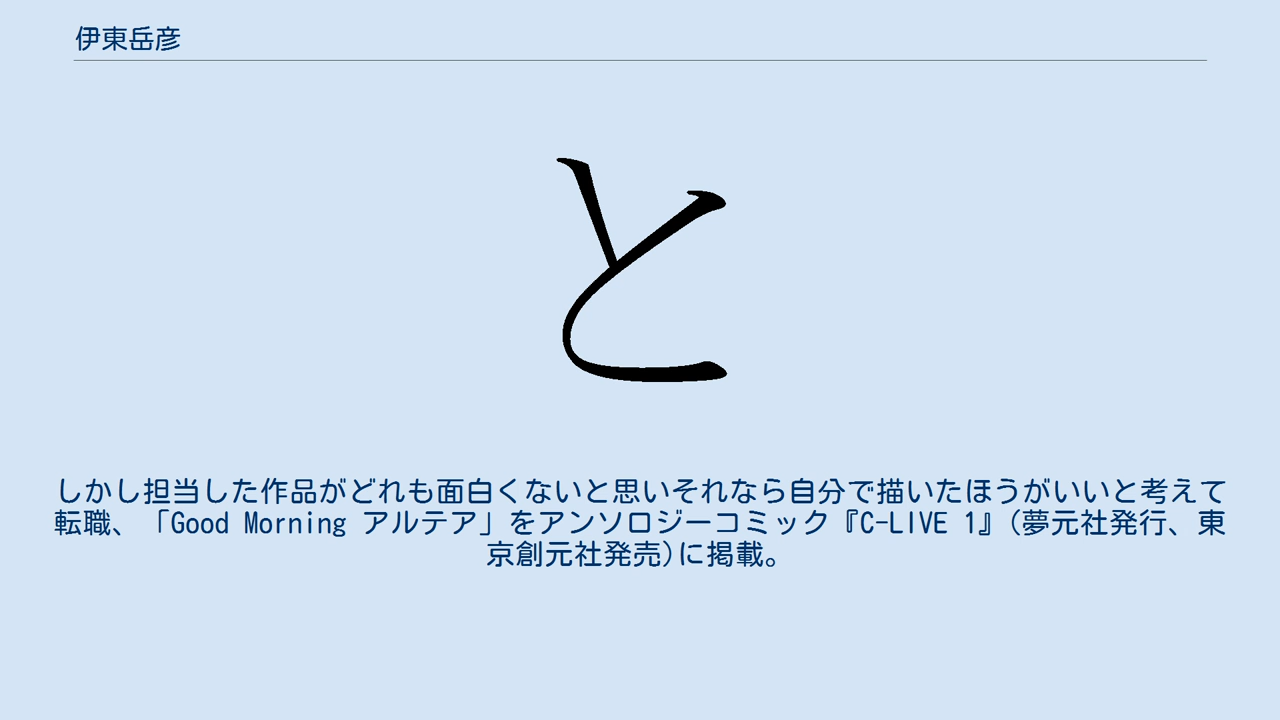 伊東岳彦
と
しかし担当した作品がどれも面白くないと思いそれなら自分で描いたほうがいいと考えて
転職、「Good Morning アルテア」をアンソロジーコミック『C-LIVE 1』(夢元社発行、東
京創元社発売)に掲載。